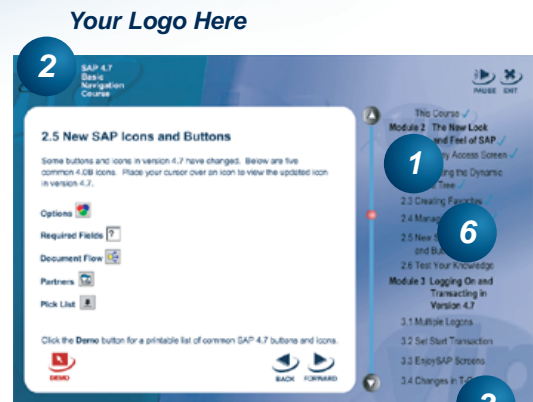 Your Logo Here
2
SAP 4.7
Basic
Navigation
Course
PAUSE EXIT
2.5 New SAP Icons and Buttons
Some buttons and icons in version 4.7 have changed. Below are five
common 4.0B icons. Place your cursor over an icon to view the updated icon
in version 4.7.
Options
Required Fields ?
Document Flow
Partners
Pick List
Click the Demo button for a printable list of common SAP 4.7 buttons and icons.
DEMO
BACK FORWARD
This Course ✓
Module 2 The New Look
and Feel of SAP ✓
1
Access Screen ✓
the Dynamic
Tree ✓
2.3 Creating Favorites ✓
2.4
6
2.5 New
and
2.6 Test Your Knowledge
Module 3 Logging On and
Transacting in
Version 4.7
3.1 Multiple Logons
3.2 Set Start Transaction
3.3 EnjoySAP Screens
3.4 Changes in